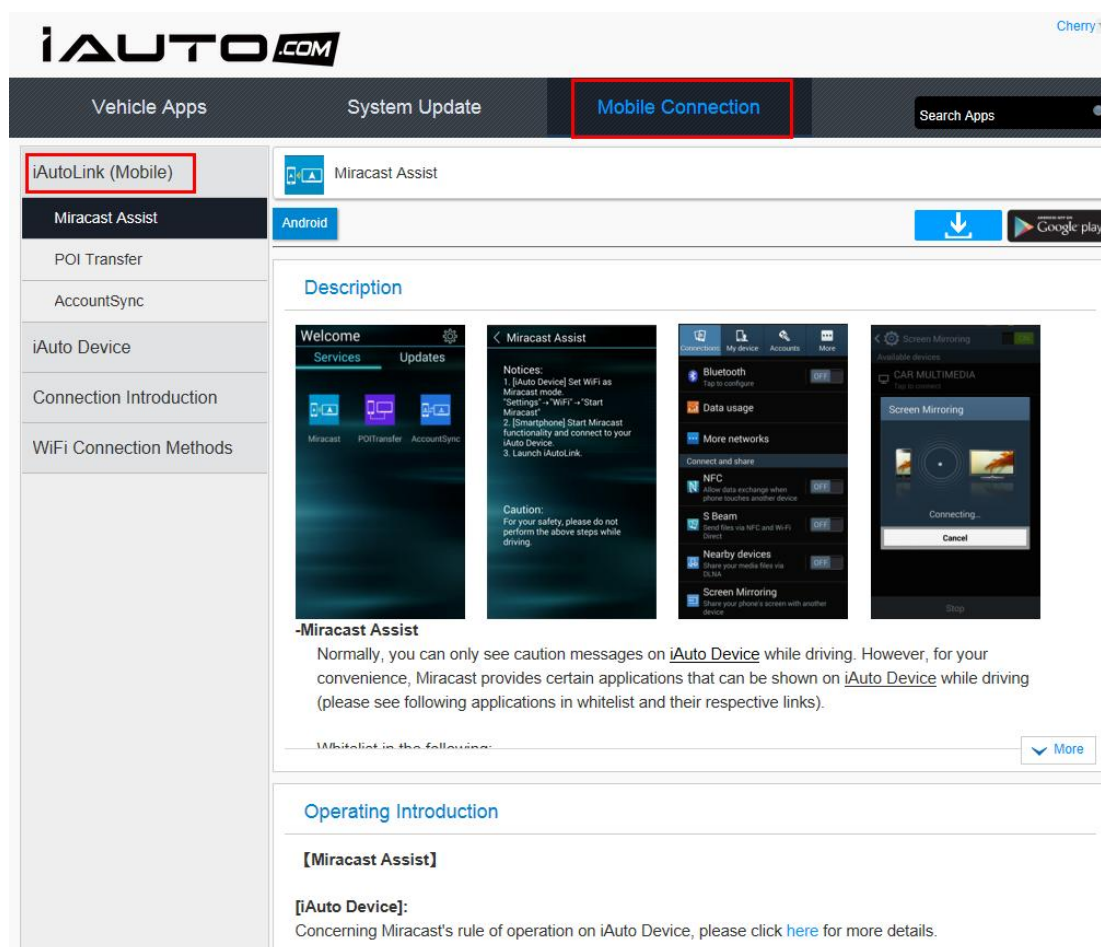 iAUTO.COM
Cherry
Vehicle Apps
System Update
Mobile Connection
Search Apps
iAutoLink (Mobile)
Miracast Assist
POI Transfer
AccountSync
iAuto Device
Connection Introduction
WiFi Connection Methods
Miracast Assist
Android
ANDROID APP ON
Google play
Description
Welcome
Services
Updates
Miracast
POITransfer
AccountSync
Miracast Assist
Notices:
1. [iAuto Device] Set WiFi as
Miracast mode.
"Settings"→"WiFi"→"Start
Miracast"
2. [Smartphone] Start Miracast
functionality and connect to your
iAuto Device.
3. Launch iAutoLink.
Caution:
For your safety, please do not
perform the above steps while
driving.
Connections
My device
Accounts
More
Bluetooth
Tap to configure
OFF
Data usage
More networks
Connect and share
NFC
Allow data exchange when
phone touches another device
OFF
S Beam
Send files via NFC and Wi-Fi
Direct
OFF
Nearby devices
Share your media files via
DLNA
OFF
Screen Mirroring
Share your phone's screen with another
device
Screen Mirroring
ON
Available devices
CAR MULTIMEDIA
Tap to connect
Screen Mirroring
Connecting...
Cancel
Stop
-Miracast Assist
Normally, you can only see caution messages on iAuto Device while driving. However, for your
convenience, Miracast provides certain applications that can be shown on iAuto Device while driving
(please see following applications in whitelist and their respective links).
Whitelist in the following:
More
Operating Introduction
【Miracast Assist】
[iAuto Device]:
Concerning Miracast's rule of operation on iAuto Device, please click here for more details.